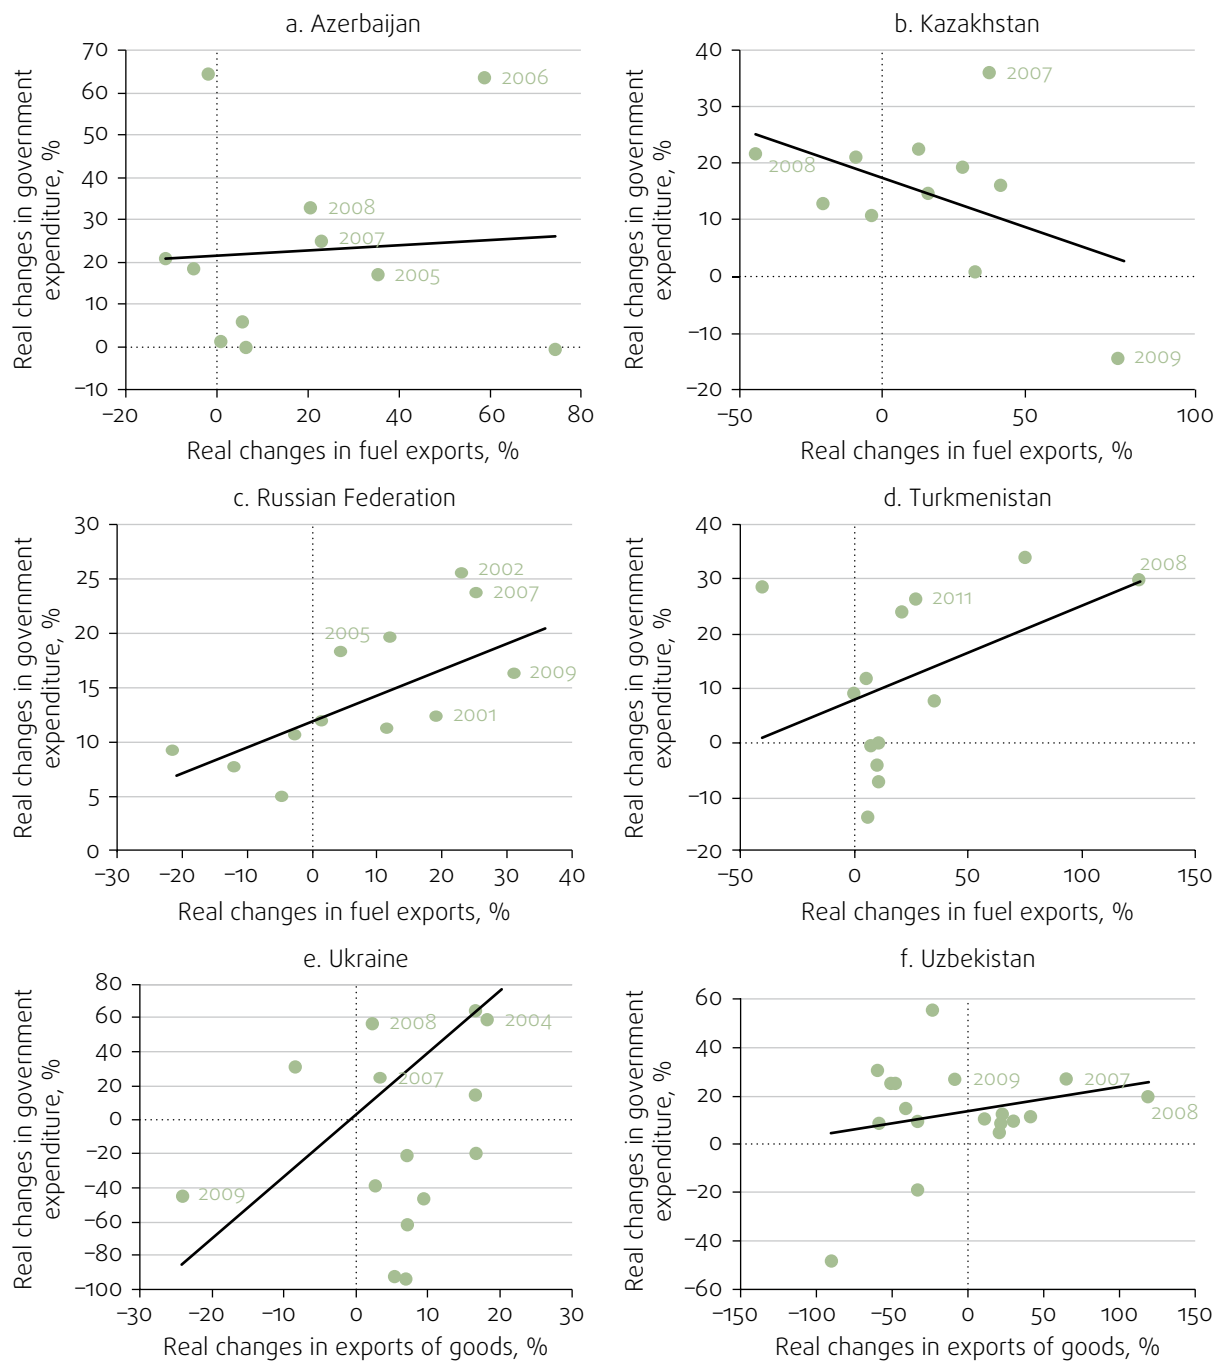 a. Azerbaijan
Real changes in government
expenditure, %
70
60
50
40
30
20
10
0
–10
2006
2008
2007
2005
–20 0 20 40 60 80
Real changes in fuel exports, %
b. Kazakhstan
Real changes in government
expenditure, %
40
30
20
10
0
–10
–20
2007
2008
2009
–50 0 50 100
Real changes in fuel exports, %
c. Russian Federation
Real changes in government
expenditure, %
30
25
20
15
10
5
0
2002
2007
2005
2009
2001
–30 –20 –10 0 10 20 30 40
Real changes in fuel exports, %
d. Turkmenistan
Real changes in government
expenditure, %
40
30
20
10
0
–10
–20
2008
2011
–50 0 50 100 150
Real changes in fuel exports, %
e. Ukraine
Real changes in government
expenditure, %
80
60
40
20
0
–20
–40
–60
–80
–100
2008
2004
2007
2009
–30 –20 –10 0 10 20 30
Real changes in exports of goods, %
f. Uzbekistan
Real changes in government
expenditure, %
60
40
20
0
–20
–40
–60
2009
2007
2008
–150 –100 –50 0 50 100 150
Real changes in exports of goods, %